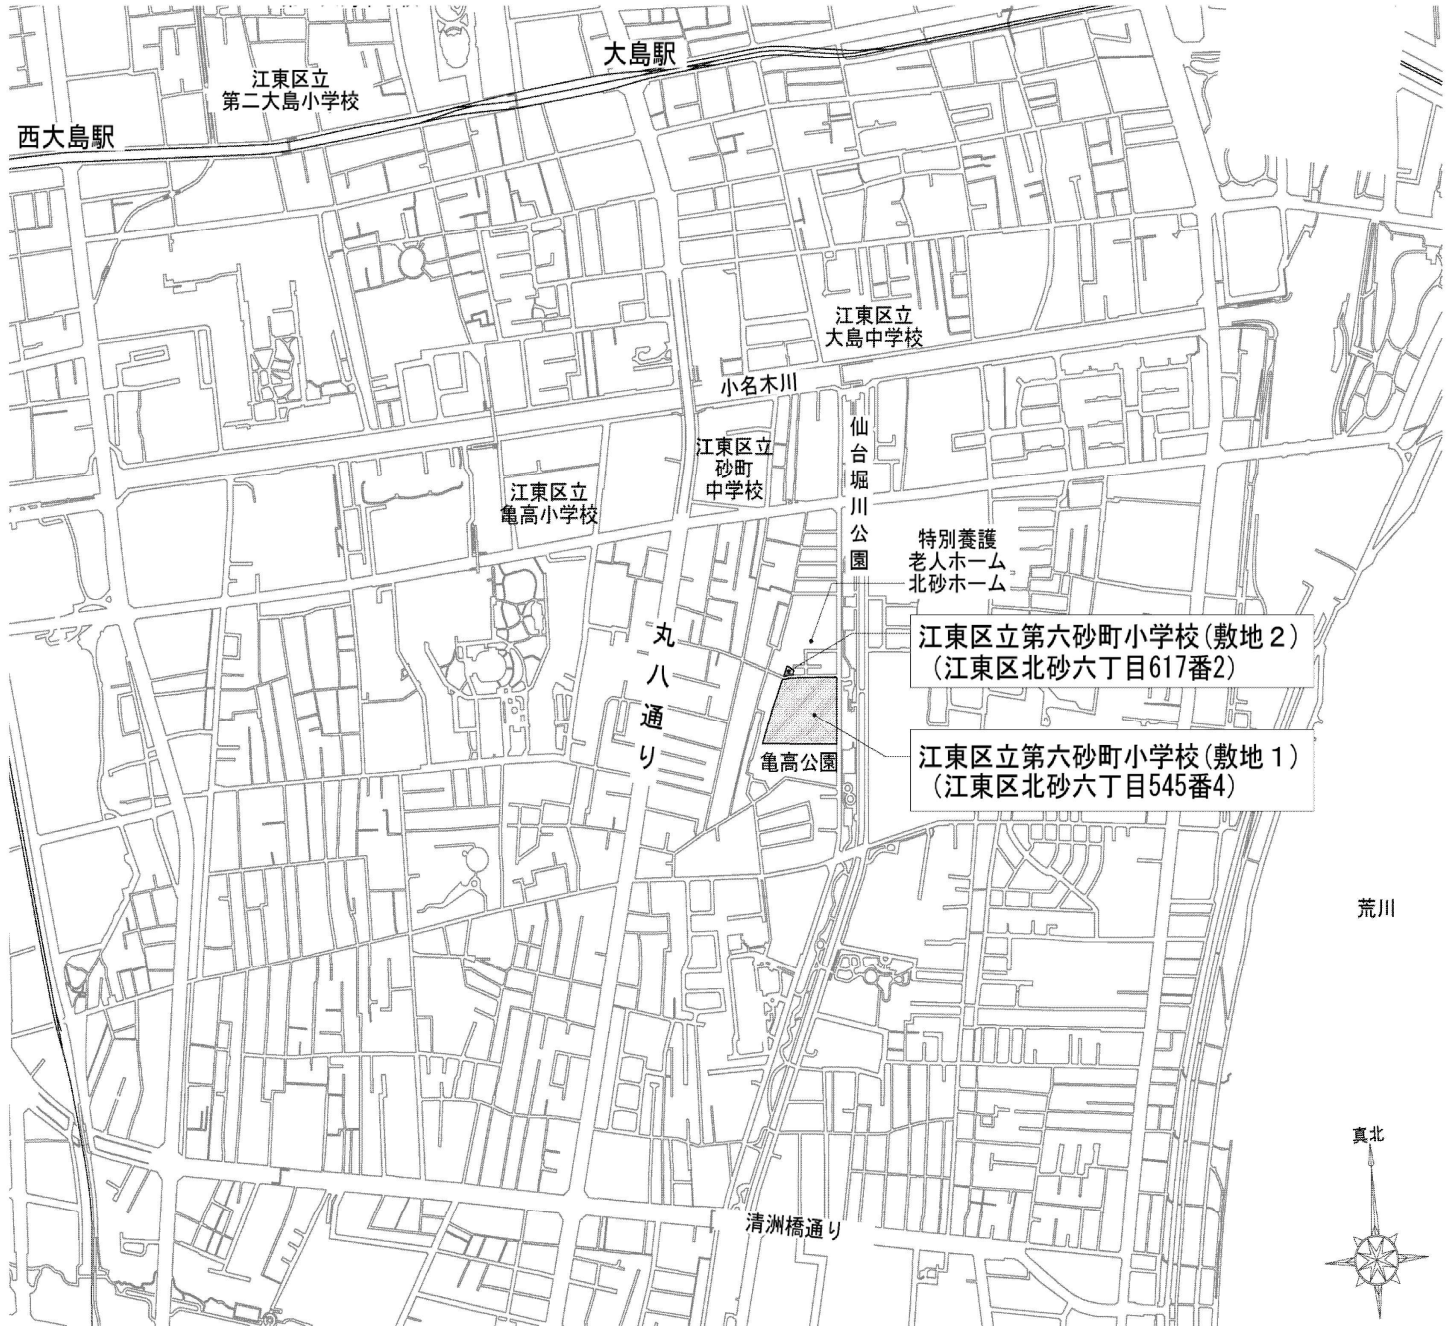 大島駅
江東区立
第二大島小学校
西大島駅
江東区立
大島中学校
小名木川
仙台堀川公園
江東区立
砂町
中学校
江東区立
亀高小学校
特別養護
老人ホーム
北砂ホーム
丸八通り
江東区立第六砂町小学校(敷地２)
(江東区北砂六丁目617番2)
江東区立第六砂町小学校(敷地１)
(江東区北砂六丁目545番4)
亀高公園
荒川
真北
清洲橋通り